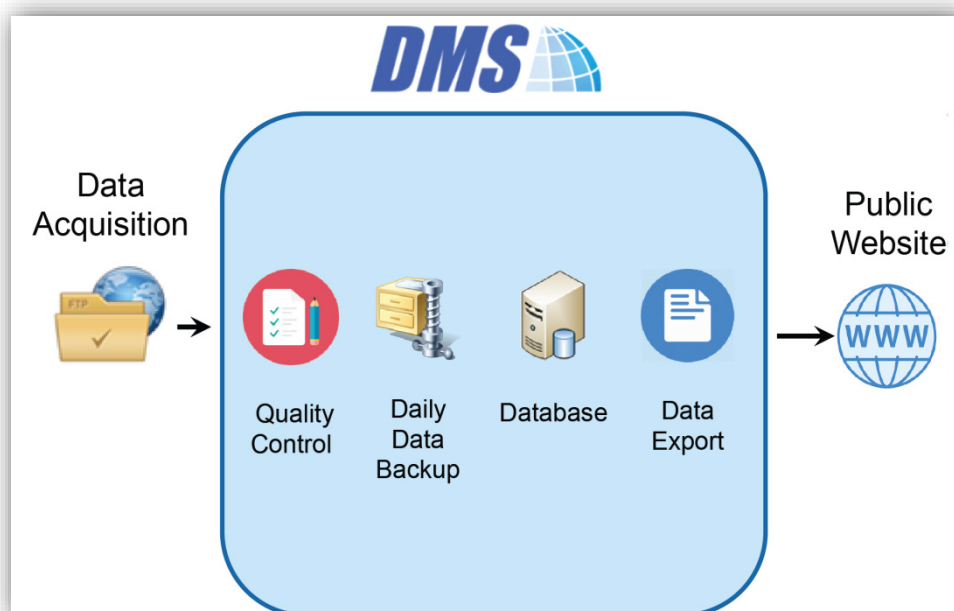 DMS
Data
Acquisition
FTP
Quality
Control
Daily
Data
Backup
Database
Data
Export
Public
Website
WWW